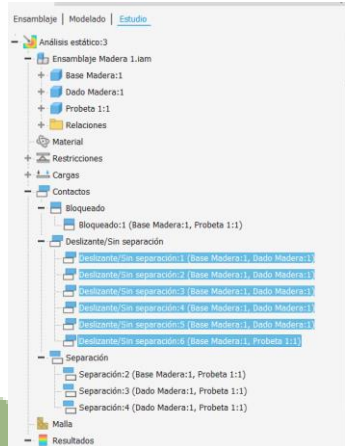 Ensamblaje | Modelado | Estudio
Análisis estático:3
Ensamblaje Madera 1.iam
Base Madera:1
Dado Madera:1
Probeta 1:1
Relaciones
Material
Restricciones
Cargas
Contactos
Bloqueado
Bloqueado:1 (Base Madera:1, Probeta 1:1)
Deslizante/Sin separación
Deslizante/Sin separación:1 (Base Madera:1, Dado Madera:1)
Deslizante/Sin separación:2 (Base Madera:1, Dado Madera:1)
Deslizante/Sin separación:3 (Base Madera:1, Dado Madera:1)
Deslizante/Sin separación:4 (Base Madera:1, Dado Madera:1)
Deslizante/Sin separación:5 (Base Madera:1, Dado Madera:1)
Deslizante/Sin separación:6 (Base Madera:1, Probeta 1:1)
Separación
Separación:2 (Base Madera:1, Probeta 1:1)
Separación:3 (Dado Madera:1, Probeta 1:1)
Separación:4 (Dado Madera:1, Probeta 1:1)
Malla
Resultados